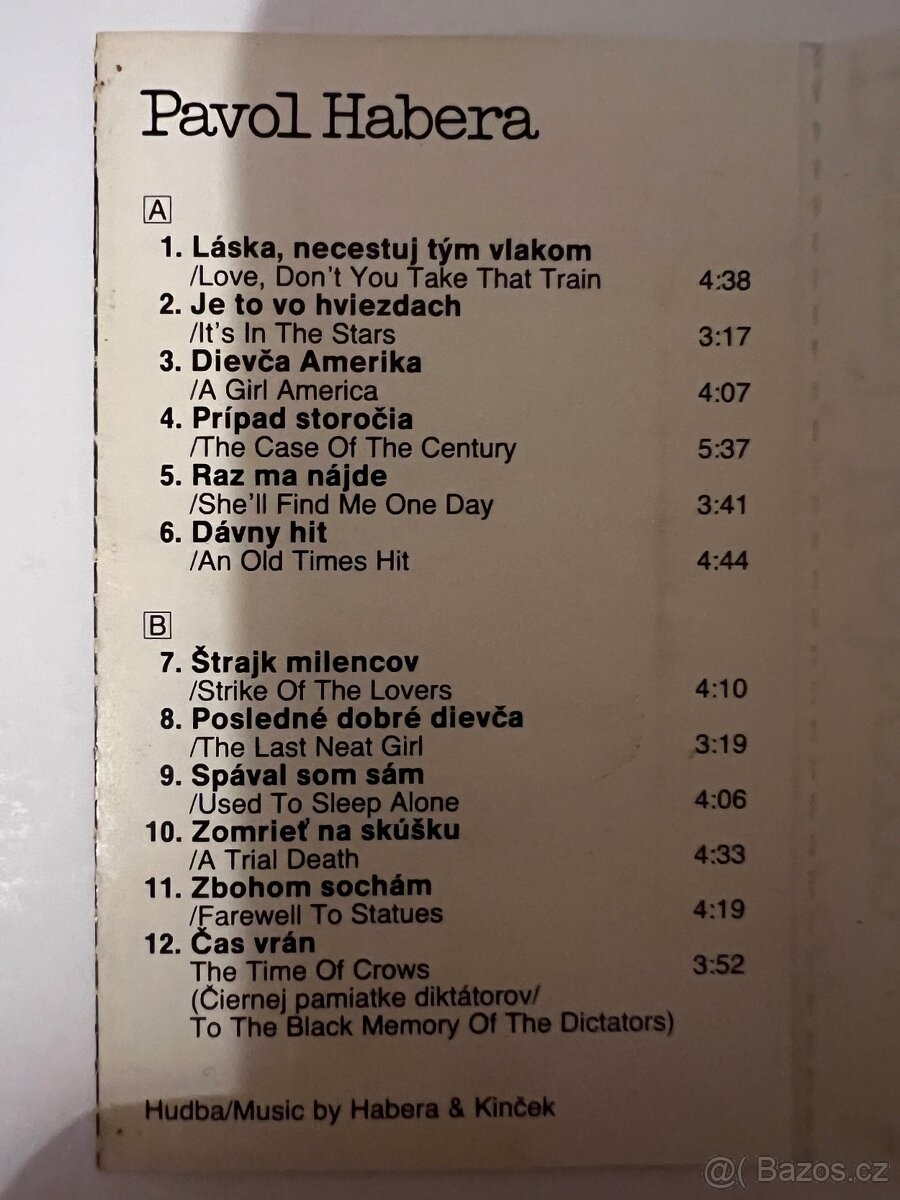 Pavol Habera
A
1. Láska, necestuj tým vlakom
/Love, Don't You Take That Train 4:38
2. Je to vo hviezdach
/It's In The Stars 3:17
3. Dievča Amerika
/A Girl America 4:07
4. Prípad storočia
/The Case Of The Century 5:37
5. Raz ma nájde
/She'll Find Me One Day 3:41
6. Dávny hit
/An Old Times Hit 4:44
B
7. Štrajk milencov
/Strike Of The Lovers 4:10
8. Posledné dobré dievča
/The Last Neat Girl 3:19
9. Spával som sám
/Used To Sleep Alone 4:06
10. Zomrieť na skúšku
/A Trial Death 4:33
11. Zbohom sochám
/Farewell To Statues 4:19
12. Čas vrán
The Time Of Crows 3:52
(Čiernej pamiatke diktátorov/
To The Black Memory Of The Dictators)
Hudba/Music by Habera & Kinček
@( Bazos.cz